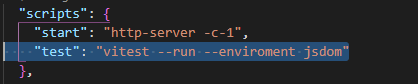 "scripts": {
"start": "http-server -c-1",
"test": "vitest --run --enviroment jsdom"
},